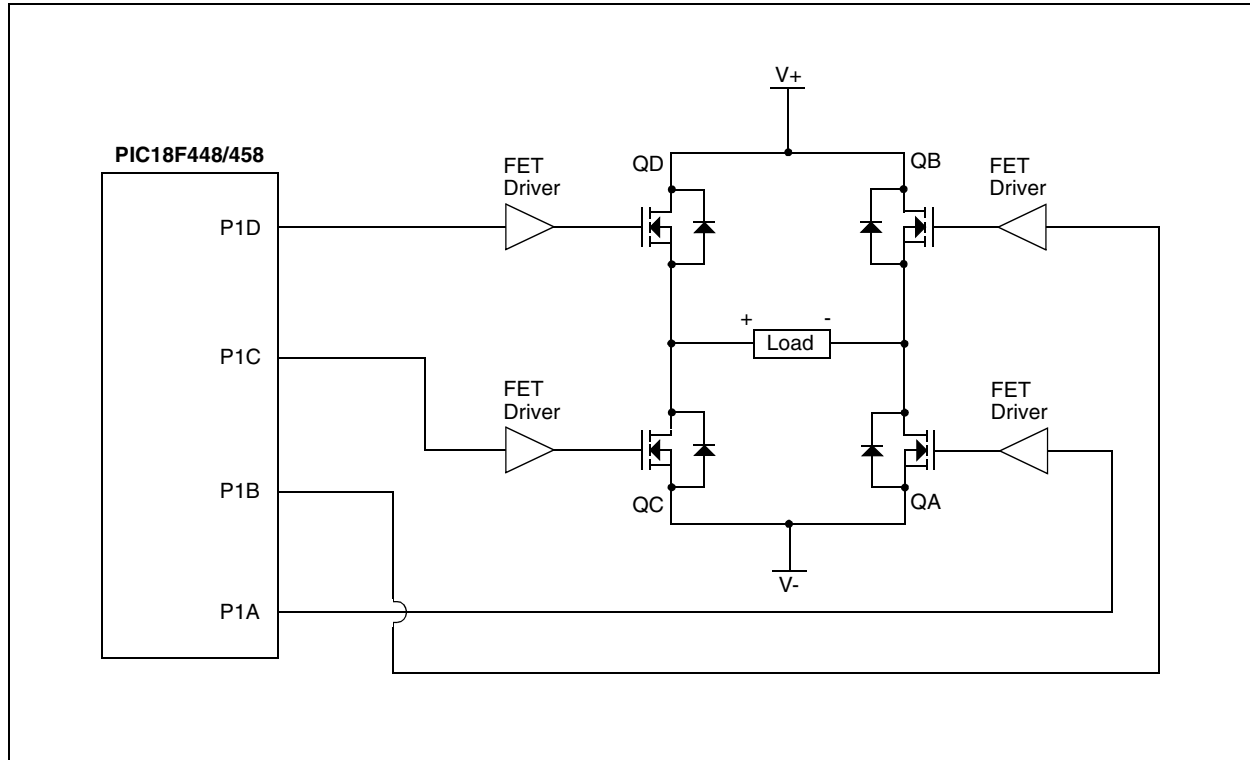 V+
PIC18F448/458
FET
Driver
QD
QB
FET
Driver
P1D
+
-
Load
P1C
FET
Driver
FET
Driver
P1B
QC
QA
V-
P1A